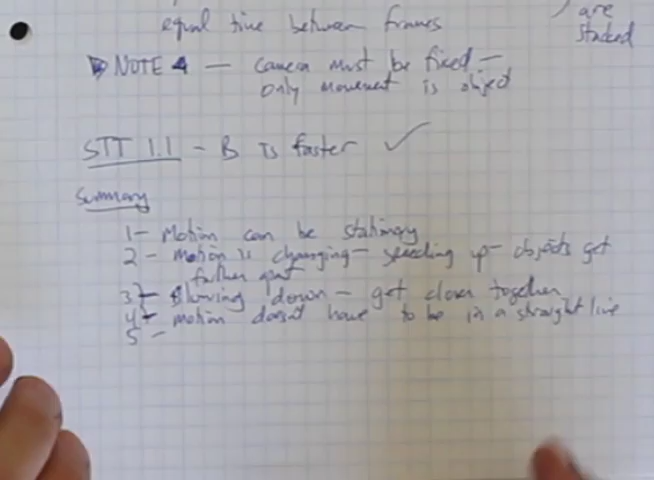 equal time between frames
/ are
stacked
NOTE 4 — camera must be fixed —
only movement is object
STT 1.1 - B Is faster ✓
Summary
1- Motion can be stationary
2 - motion is changing - speeding up - objects get
further apart
3 - Slowing down - get closer together
4 - motion doesn't have to be in a straight line
5 -